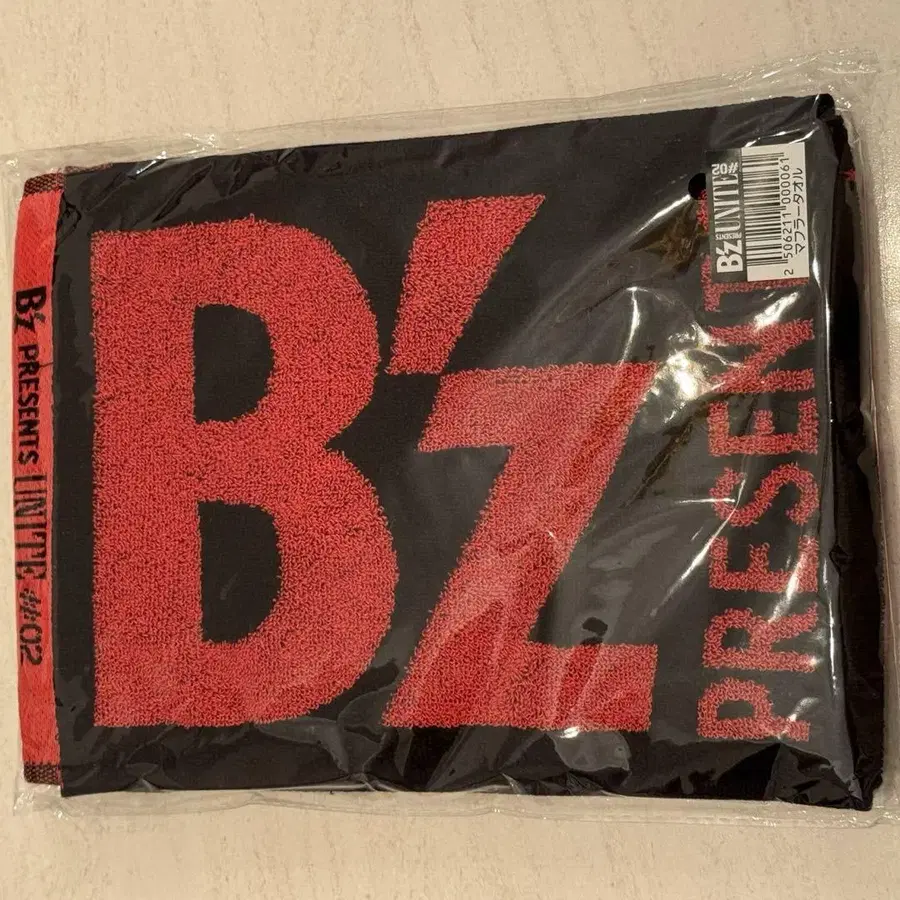 B'z PRESENTS UNITE #02
B'z
PRESENT
B'z PRESENTS UNITE #02
2 506211 000061
マフラータオル